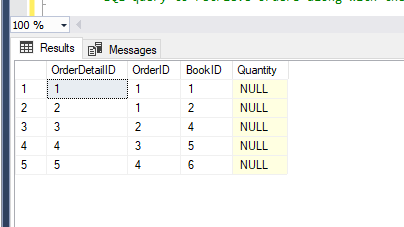 100 %
Results Messages
OrderDetailID OrderID BookID Quantity
1 1 1 1 NULL
2 2 1 2 NULL
3 3 2 4 NULL
4 4 3 5 NULL
5 5 4 6 NULL